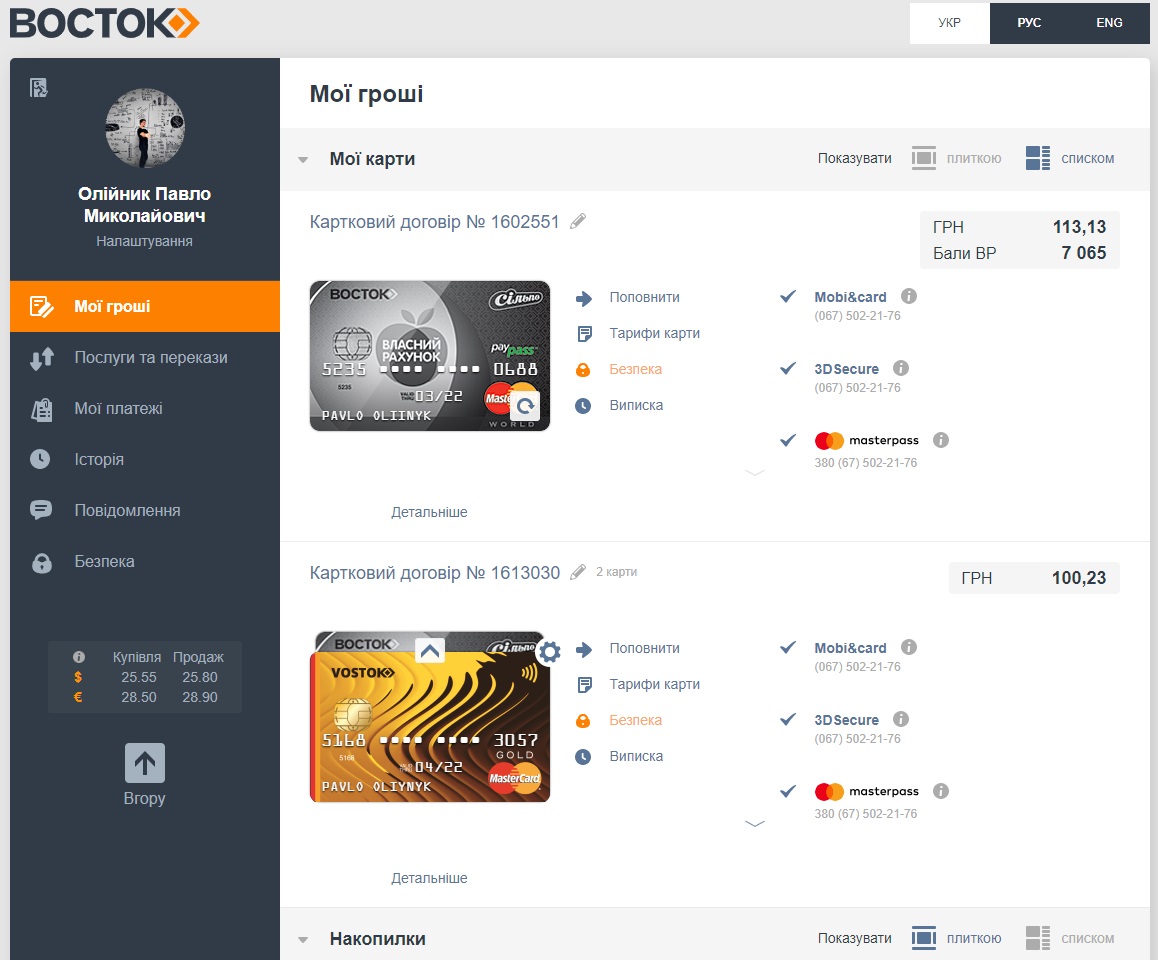 ВОСТОК
УКР РУС ENG
Олійник Павло
Миколайович
Налаштування
Мої гроші
Послуги та перекази
Мої платежі
Історія
Повідомлення
Безпека
Купівля Продаж
$ 25.55 25.80
€ 28.50 28.90
Вгору
Мої гроші
Мої карти
Показувати плиткою списком
Картковий договір № 1602551
ГРН 113,13
Бали ВР 7 065
ВОСТОК
Сільпо
ВЛАСНИЙ
РАХУНОК
paypass
5235 •••• •••• 0688
5235
03/22
PAVLO OLIINYK
WORLD
Поповнити
Тарифи карти
Безпека
Виписка
Mobi&card
(067) 502-21-76
3DSecure
(067) 502-21-76
masterpass
380 (67) 502-21-76
Детальніше
Картковий договір № 1613030
2 карти
ГРН 100,23
ВОСТОК
Сільпо
VOSTOK
5168 •••• •••• 3057
5168
GOLD
04/22
MasterCard
PAVLO OLIYNYK
Поповнити
Тарифи карти
Безпека
Виписка
Mobi&card
(067) 502-21-76
3DSecure
(067) 502-21-76
masterpass
380 (67) 502-21-76
Детальніше
Накопилки
Показувати плиткою списком